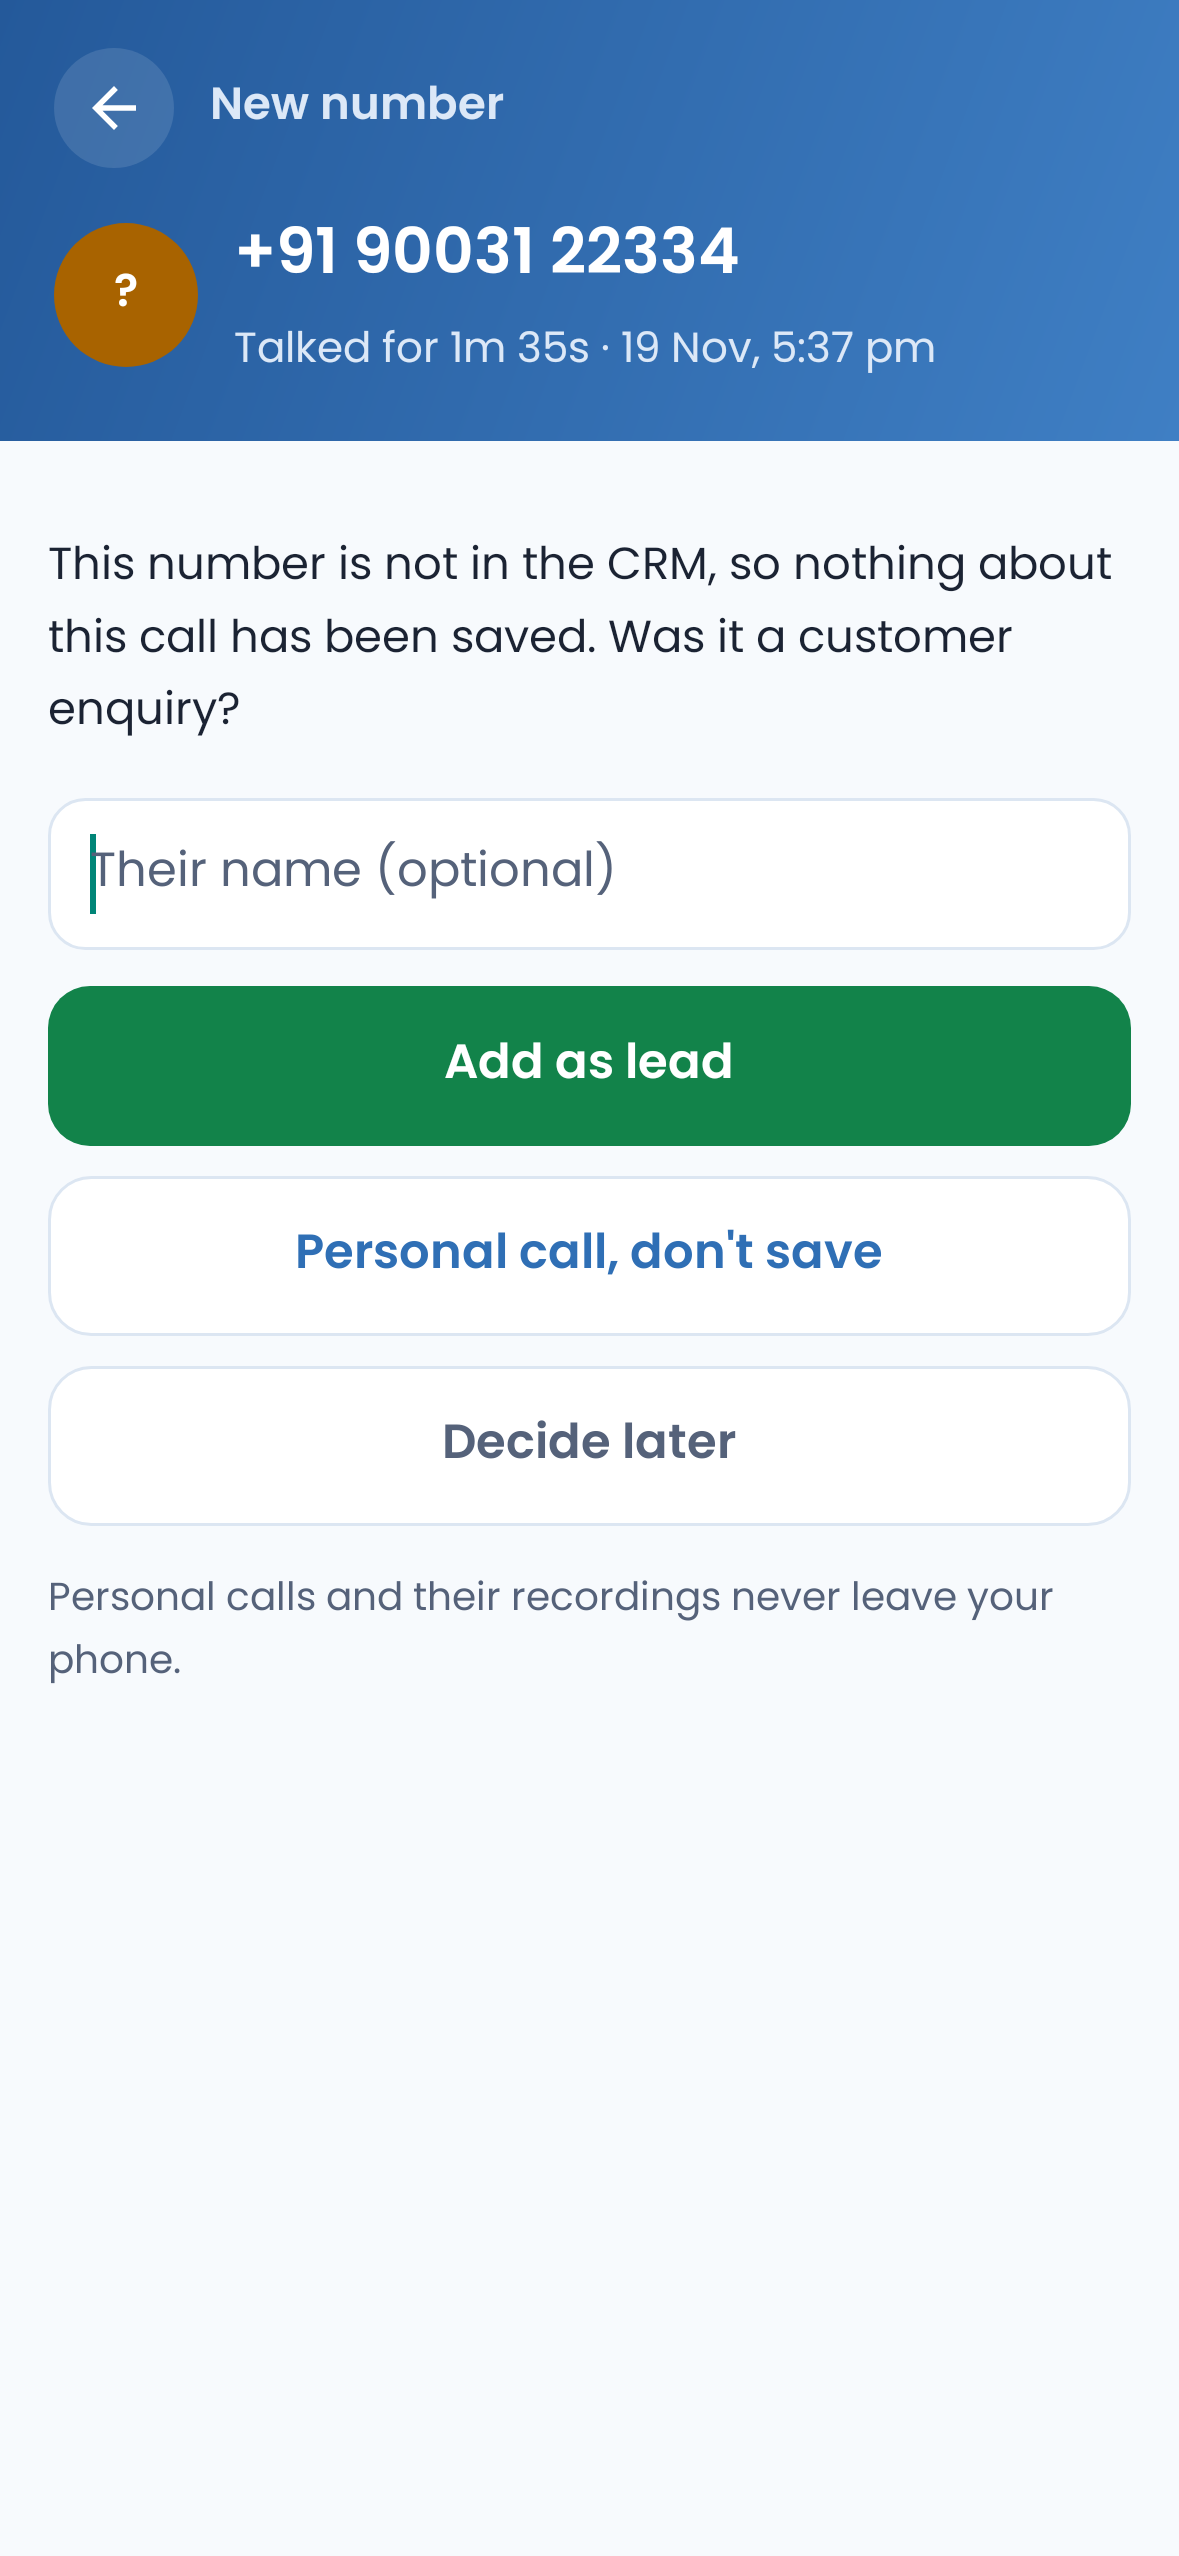 New number
?
+91 90031 22334
Talked for 1m 35s · 19 Nov, 5:37 pm
This number is not in the CRM, so nothing about
this call has been saved. Was it a customer
enquiry?
Their name (optional)
Add as lead
Personal call, don't save
Decide later
Personal calls and their recordings never leave your
phone.